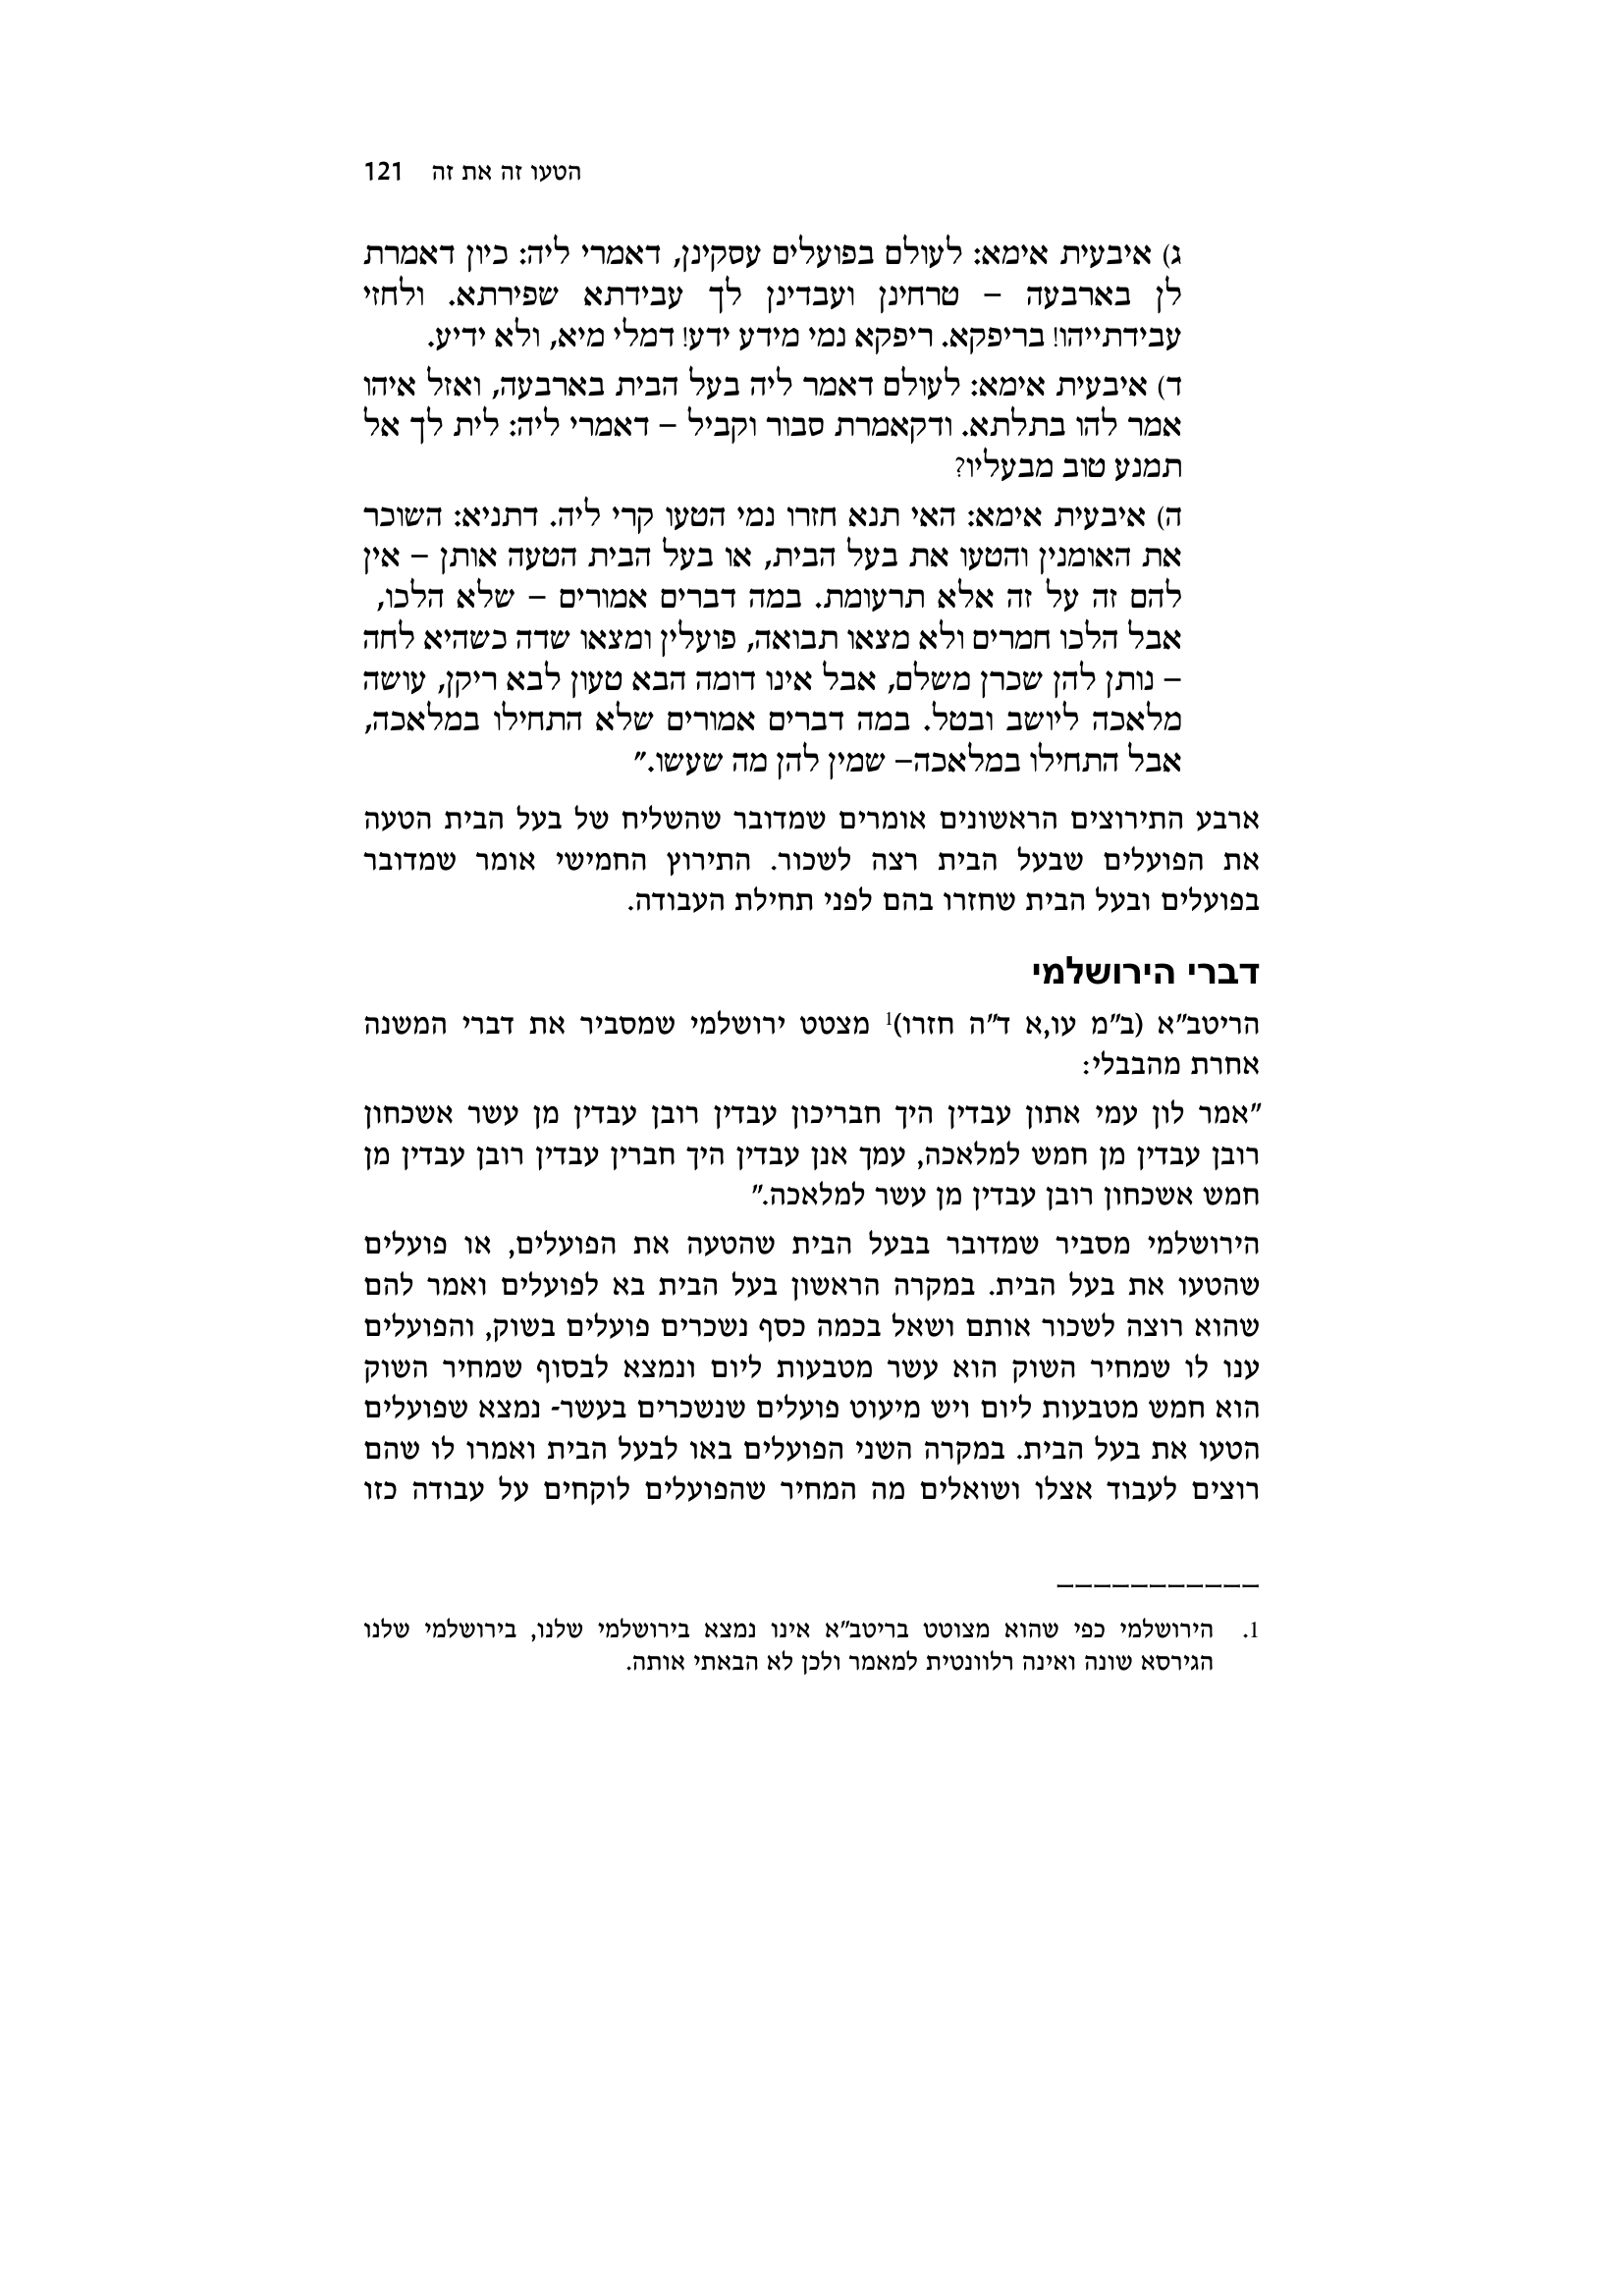 הטעו זה את זה 121
ג) איבעית אימא: לעולם בפועלים עסקינן, דאמרי ליה: כיון דאמרת
לן בארבעה – טרחינן ועבדינן לך עבידתא שפירתא. ולחזי
עבידתייהו! בריפקא. ריפקא נמי מידע ידע! דמלי מיא, ולא ידיע.
ד) איבעית אימא: לעולם דאמר ליה בעל הבית בארבעה, ואזל איהו
אמר להו בתלתא. ודקאמרת סבור וקביל – דאמרי ליה: לית לך אל
תמנע טוב מבעליו?
ה) איבעית אימא: האי תנא חזרו נמי הטעו קרי ליה. דתניא: השוכר
את האומנין והטעו את בעל הבית, או בעל הבית הטעה אותן – אין
להם זה על זה אלא תרעומת. במה דברים אמורים – שלא הלכו,
אבל הלכו חמרים ולא מצאו תבואה, פועלין ומצאו שדה כשהיא לחה
– נותן להן שכרן משלם, אבל אינו דומה הבא טעון לבא ריקן, עושה
מלאכה ליושב ובטל. במה דברים אמורים שלא התחילו במלאכה,
אבל התחילו במלאכה– שמין להן מה שעשו."
ארבע התירוצים הראשונים אומרים שמדובר שהשליח של בעל הבית הטעה
את הפועלים שבעל הבית רצה לשכור. התירוץ החמישי אומר שמדובר
בפועלים ובעל הבית שחזרו בהם לפני תחילת העבודה.
דברי הירושלמי
הריטב"א (ב"מ עו,א ד"ה חזרו)1 מצטט ירושלמי שמסביר את דברי המשנה
אחרת מהבבלי:
"אמר לון עמי אתון עבדין היך חבריכון עבדין רובן עבדין מן עשר אשכחון
רובן עבדין מן חמש למלאכה, עמך אנן עבדין היך חברין עבדין רובן עבדין מן
חמש אשכחון רובן עבדין מן עשר למלאכה."
הירושלמי מסביר שמדובר בבעל הבית שהטעה את הפועלים, או פועלים
שהטעו את בעל הבית. במקרה הראשון בעל הבית בא לפועלים ואמר להם
שהוא רוצה לשכור אותם ושאל בכמה כסף נשכרים פועלים בשוק, והפועלים
ענו לו שמחיר השוק הוא עשר מטבעות ליום ונמצא לבסוף שמחיר השוק
הוא חמש מטבעות ליום ויש מיעוט פועלים שנשכרים בעשר- נמצא שפועלים
הטעו את בעל הבית. במקרה השני הפועלים באו לבעל הבית ואמרו לו שהם
רוצים לעבוד אצלו ושואלים מה המחיר שהפועלים לוקחים על עבודה כזו
1. הירושלמי כפי שהוא מצוטט בריטב"א אינו נמצא בירושלמי שלנו, בירושלמי שלנו
הגירסא שונה ואינה רלוונטית למאמר ולכן לא הבאתי אותה.